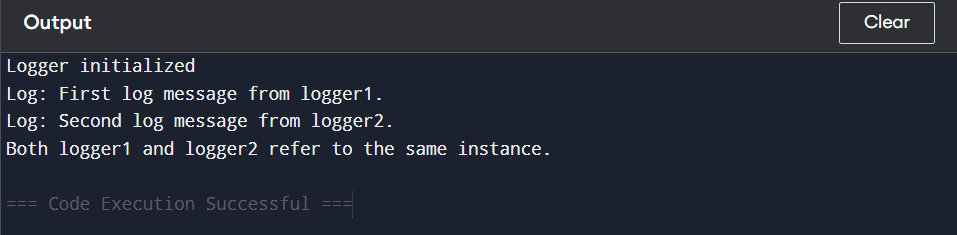 Output
Clear
Logger initialized
Log: First log message from logger1.
Log: Second log message from logger2.
Both logger1 and logger2 refer to the same instance.
=== Code Execution Successful ===